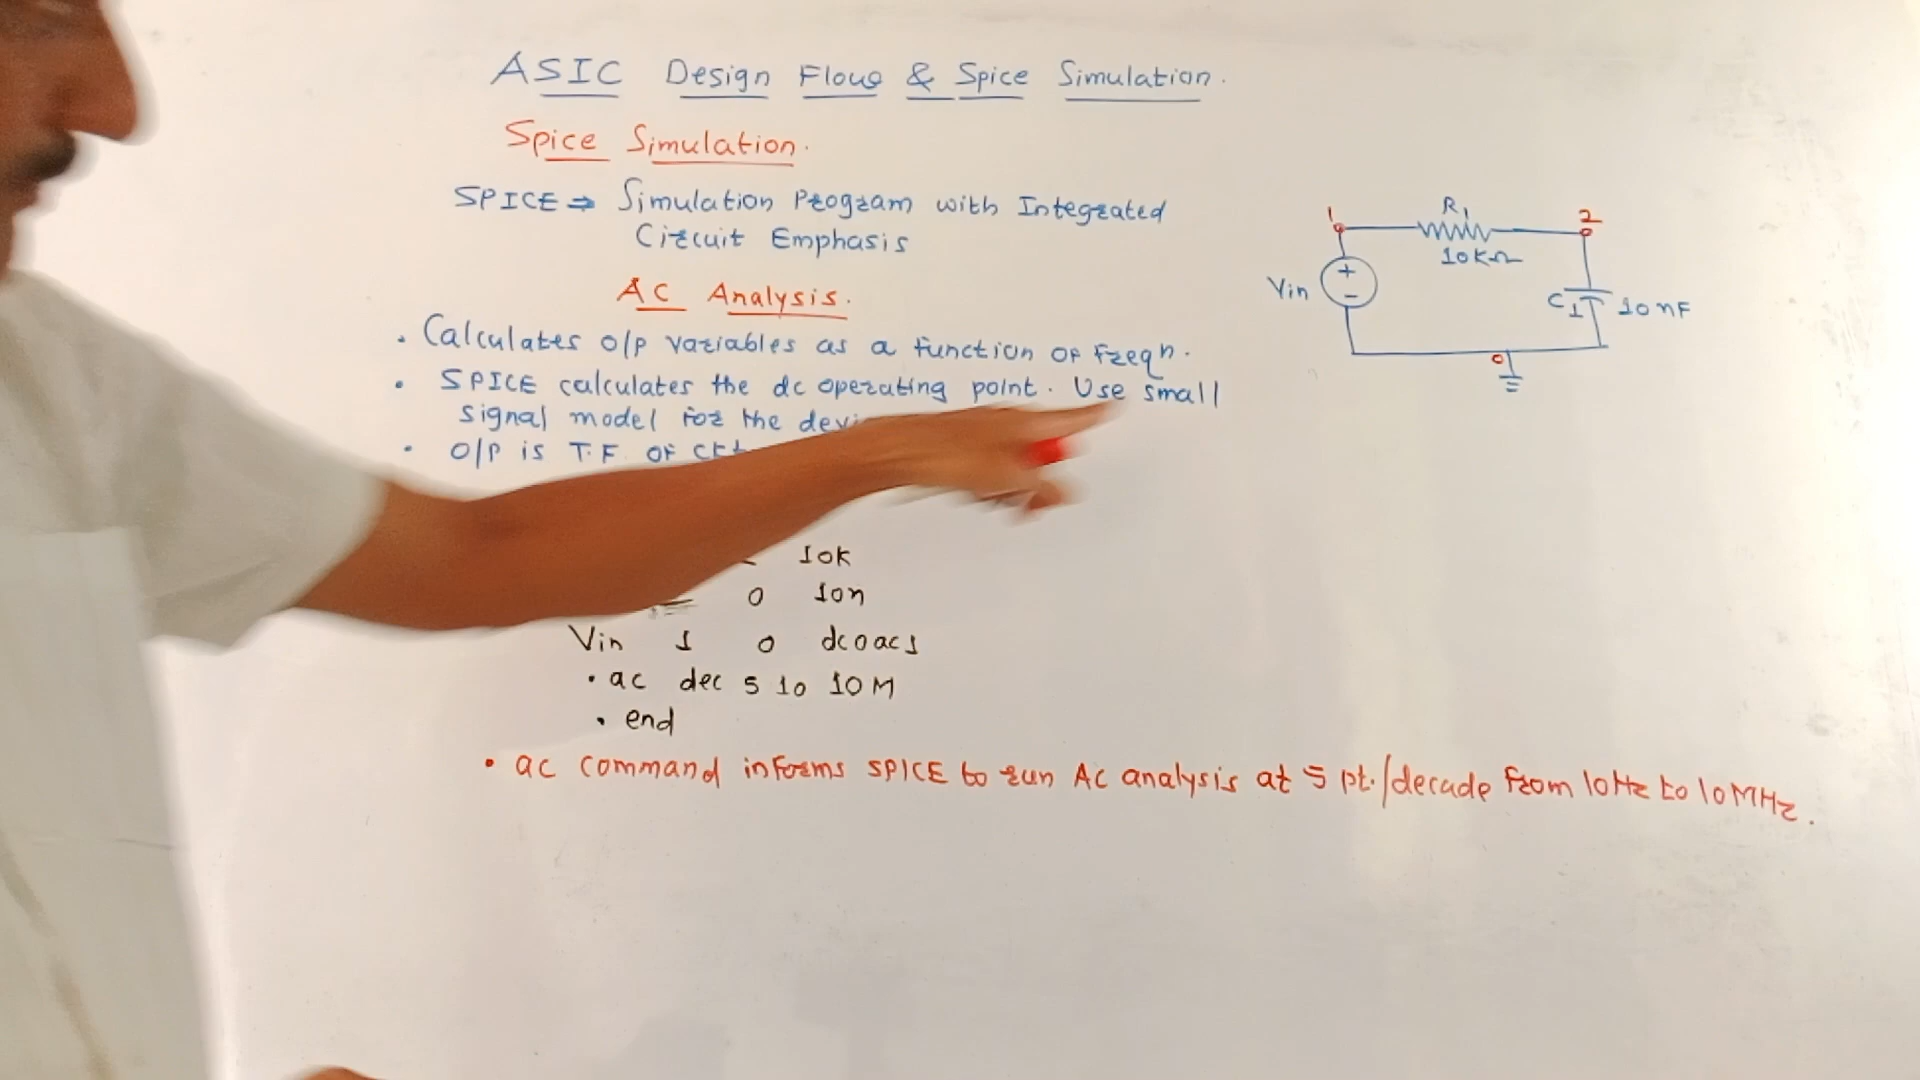 ASIC Design Flow & Spice Simulation.
Spice Simulation.
SPICE ⇒ Simulation Program with Integrated
Circuit Emphasis
AC Analysis.
• Calculates o/p variables as a function of freqn.
• SPICE calculates the dc operating point. Use small
signal model for the
• O/P is T.F. of ckt
10k
0 10n
Vin 1 0 dc 0 ac 1
• ac dec 5 10 10M
• end
• ac command informs SPICE to run AC analysis at 5 pt./decade from 10Hz to 10MHz.
1 R1 2
10kΩ
Vin + - C1 10nF
0